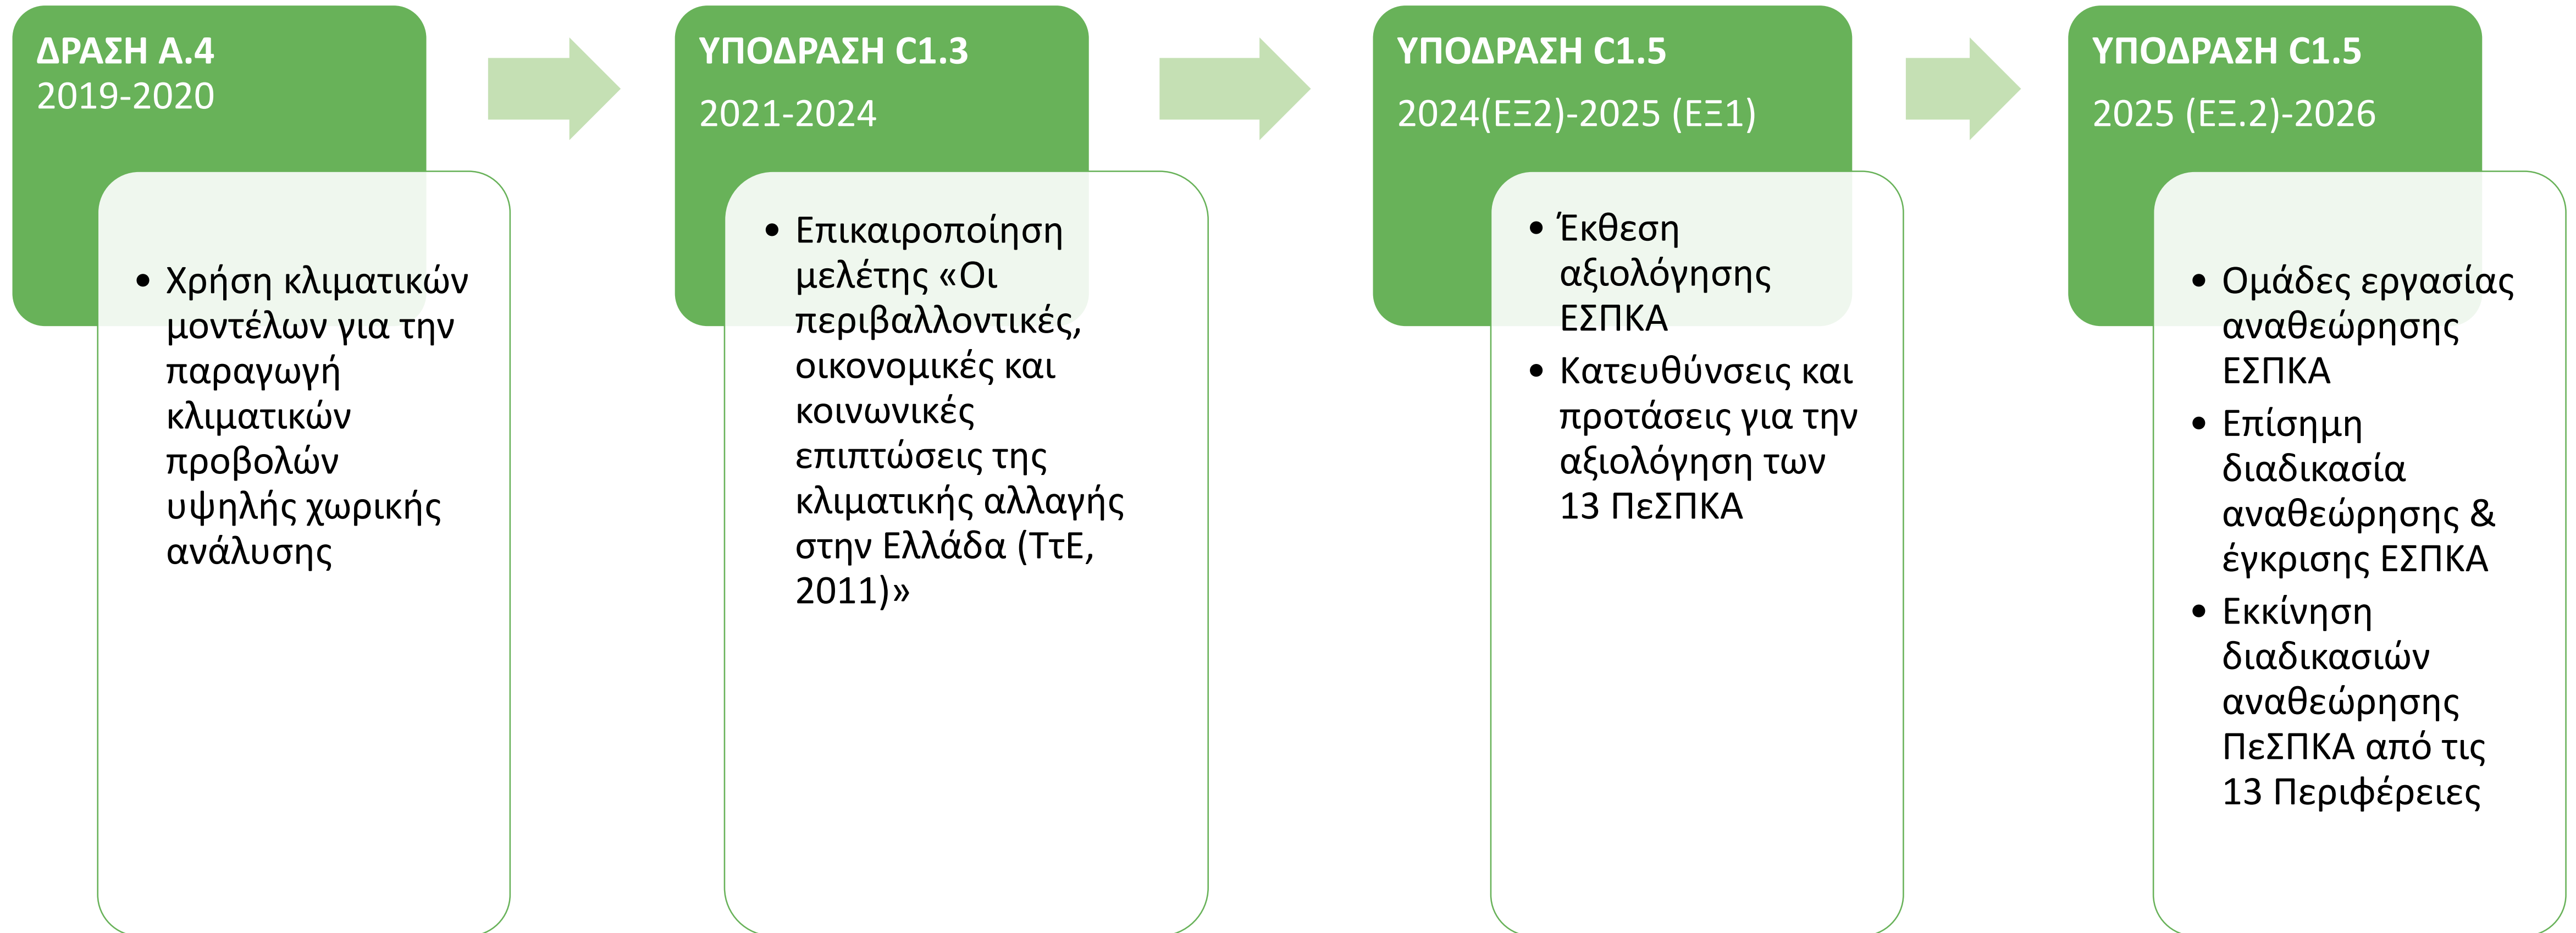 ΔΡΑΣΗ Α.4
2019-2020
• Χρήση κλιματικών
μοντέλων για την
παραγωγή
κλιματικών
προβολών
υψηλής χωρικής
ανάλυσης
ΥΠΟΔΡΑΣΗ C1.3
2021-2024
• Επικαιροποίηση
μελέτης «Οι
περιβαλλοντικές,
οικονομικές και
κοινωνικές
επιπτώσεις της
κλιματικής αλλαγής
στην Ελλάδα (ΤτΕ,
2011)»
ΥΠΟΔΡΑΣΗ C1.5
2024(ΕΞ2)-2025 (ΕΞ1)
• Έκθεση
αξιολόγησης
ΕΣΠΚΑ
• Κατευθύνσεις και
προτάσεις για την
αξιολόγηση των
13 ΠεΣΠΚΑ
ΥΠΟΔΡΑΣΗ C1.5
2025 (ΕΞ.2)-2026
• Ομάδες εργασίας
αναθεώρησης
ΕΣΠΚΑ
• Επίσημη
διαδικασία
αναθεώρησης &
έγκρισης ΕΣΠΚΑ
• Εκκίνηση
διαδικασιών
αναθεώρησης
ΠεΣΠΚΑ από τις
13 Περιφέρειες